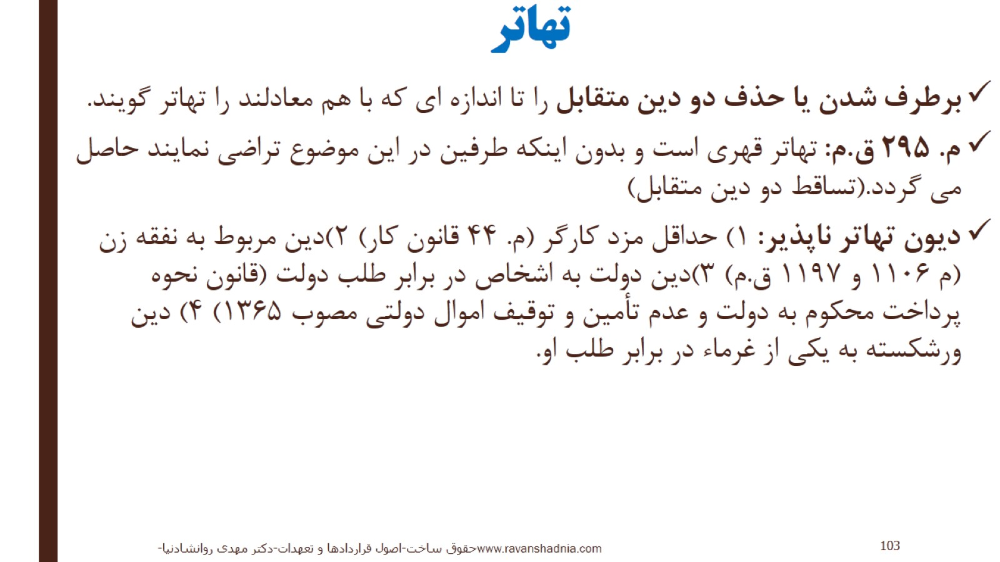 تهاتر
برطرف شدن یا حذف دو دین متقابل را تا اندازه ای که با هم معادلند را تهاتر گویند.
م. ۲۹۵ ق.م: تهاتر قهری است و بدون اینکه طرفین در این موضوع تراضی نمایند حاصل
می گردد.(تساقط دو دین متقابل)
دیون تهاتر ناپذیر: ۱) حداقل مزد کارگر (م. ۴۴ قانون کار) ۲)دین مربوط به نفقه زن
(م ۱۱۰۶ و ۱۱۹۷ ق.م) ۳)دین دولت به اشخاص در برابر طلب دولت (قانون نحوه
پرداخت محکوم به دولت و عدم تأمین و توقیف اموال دولتی مصوب ۱۳۶۵) ۴) دین
ورشکسته به یکی از غرماء در برابر طلب او.
حقوق ساخت-اصول قراردادها و تعهدات-دکتر مهدی روانشادنیا-www.ravanshadnia.com
103